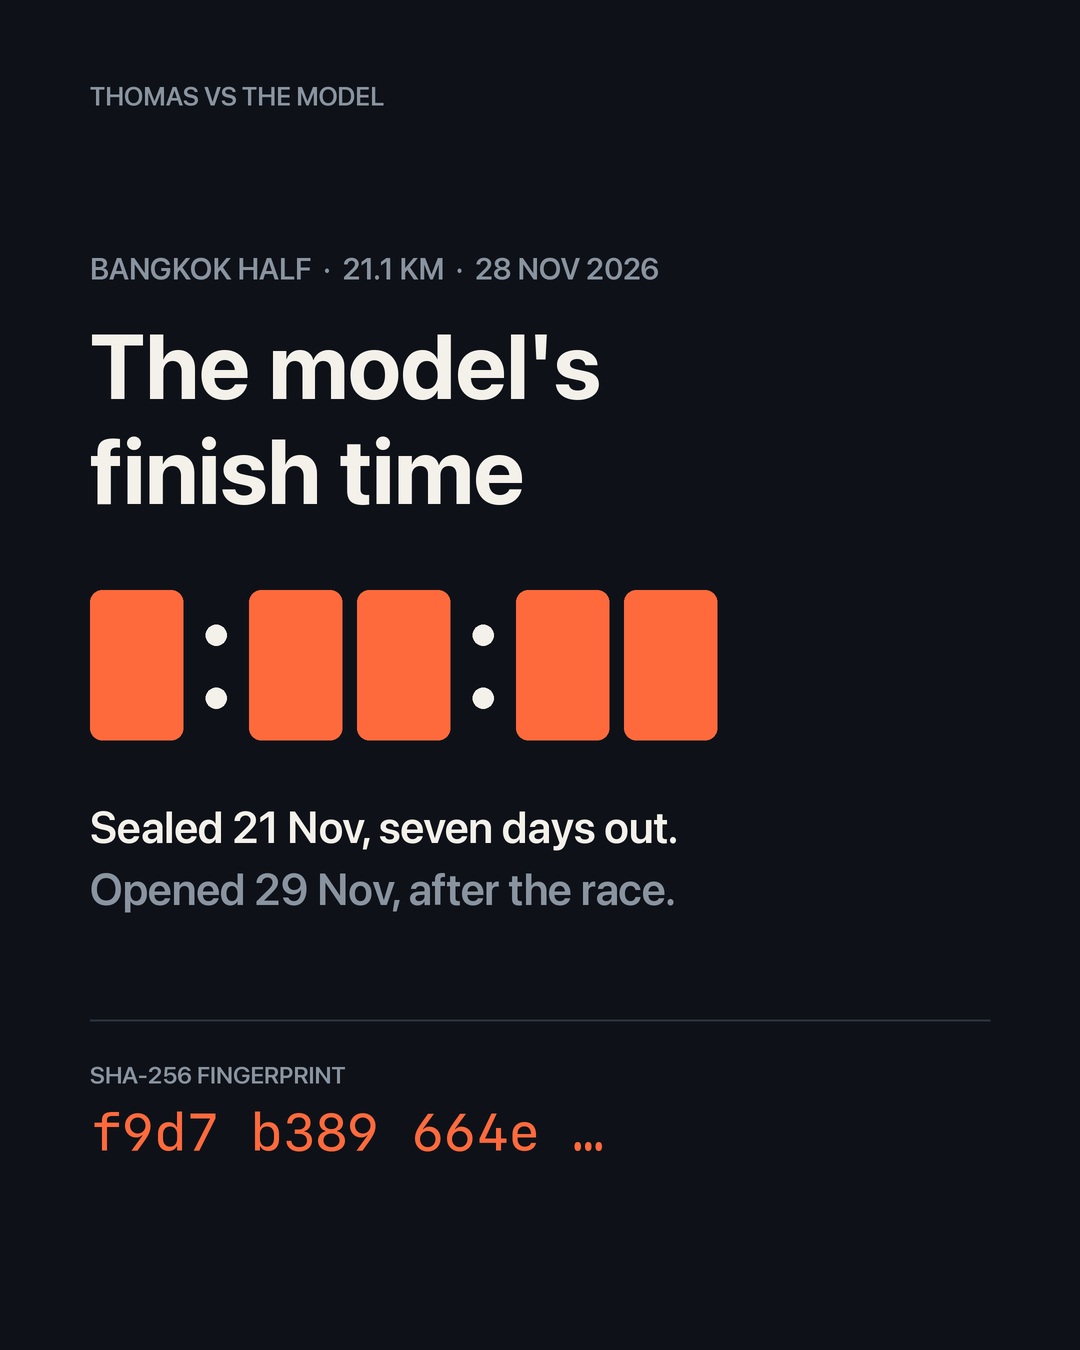 THOMAS VS THE MODEL
BANGKOK HALF · 21.1 KM · 28 NOV 2026
The model's
finish time
Sealed 21 Nov, seven days out.
Opened 29 Nov, after the race.
SHA-256 FINGERPRINT
f9d7 b389 664e …